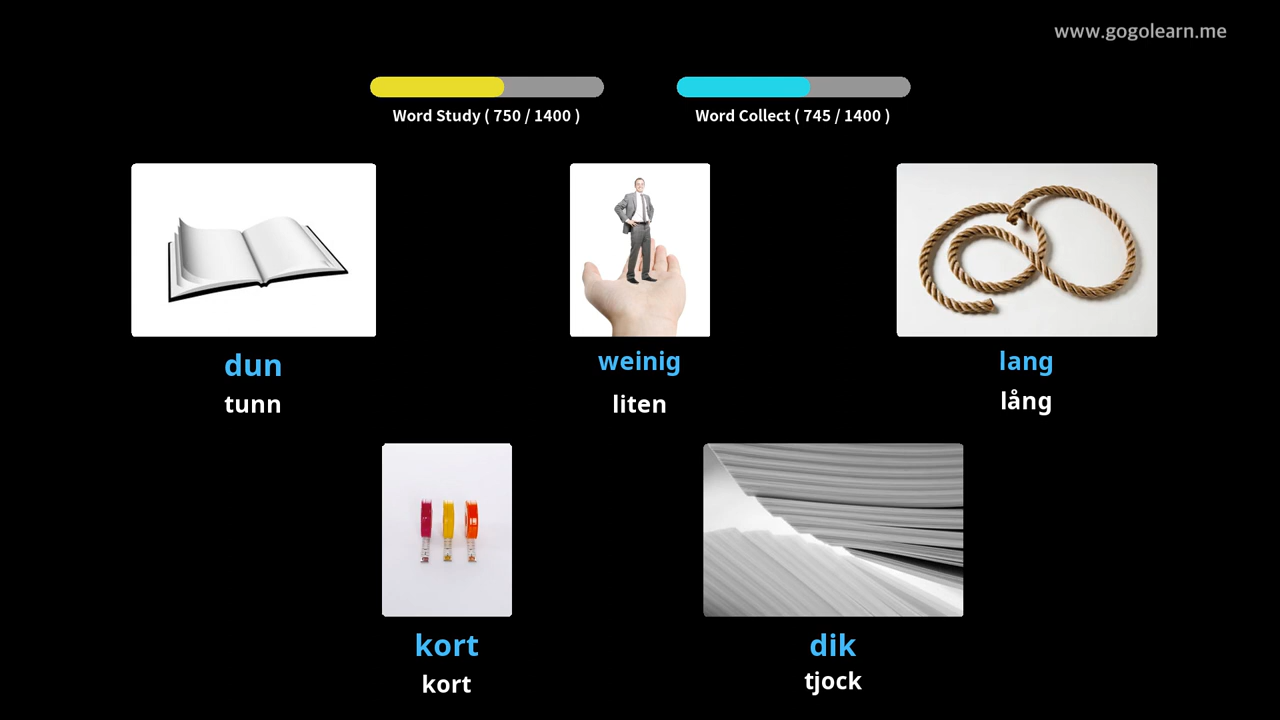 www.gogolearn.me
Word Study ( 750 / 1400 )
Word Collect ( 745 / 1400 )
dun
tunn
weinig
liten
lang
lång
kort
kort
dik
tjock